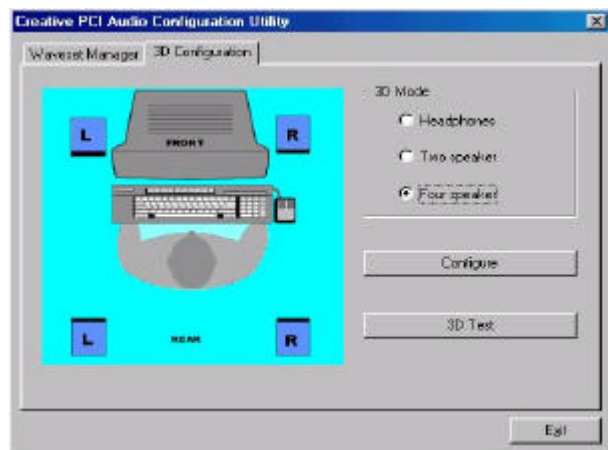 Creative PCI Audio Configuration Utility
Waveset Manager
3D Configuration
3D Mode
L
FRONT
R
Headphones
Two speaker
Four speaker
Configure
3D Test
L
REAR
R
Exit